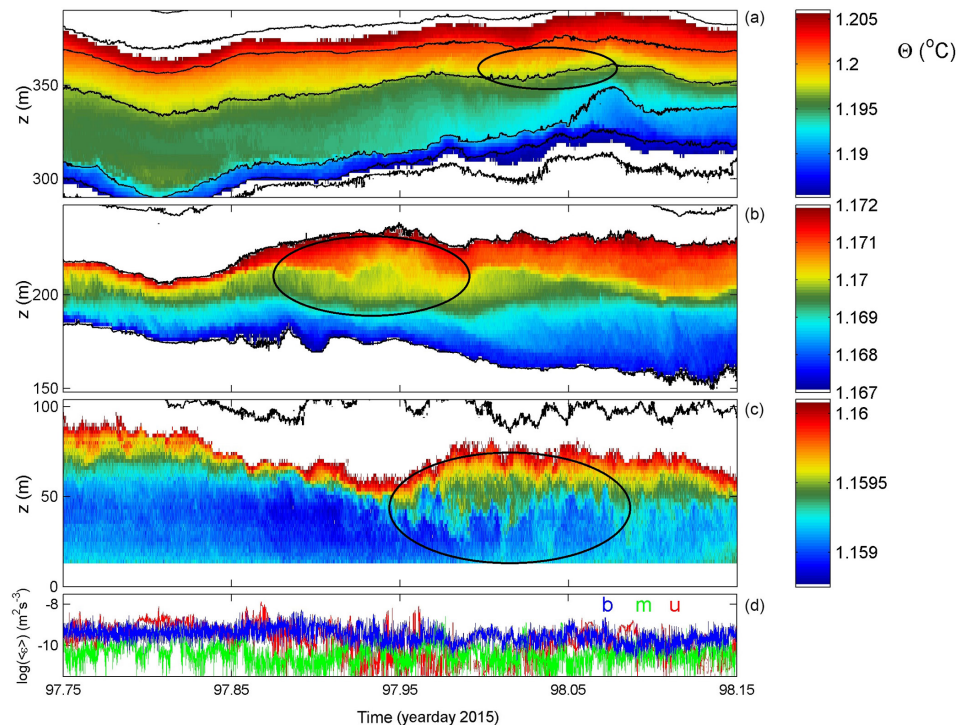 (a)
1.205
Θ (°C)
1.2
1.195
1.19
z (m)
350
300
(b)
1.172
1.171
1.17
1.169
1.168
1.167
z (m)
200
150
(c)
1.16
1.1595
1.159
z (m)
100
50
0
b m u (d)
log(<ε>) (m²s⁻³)
-8
-10
97.75 97.85 97.95 98.05 98.15
Time (yearday 2015)